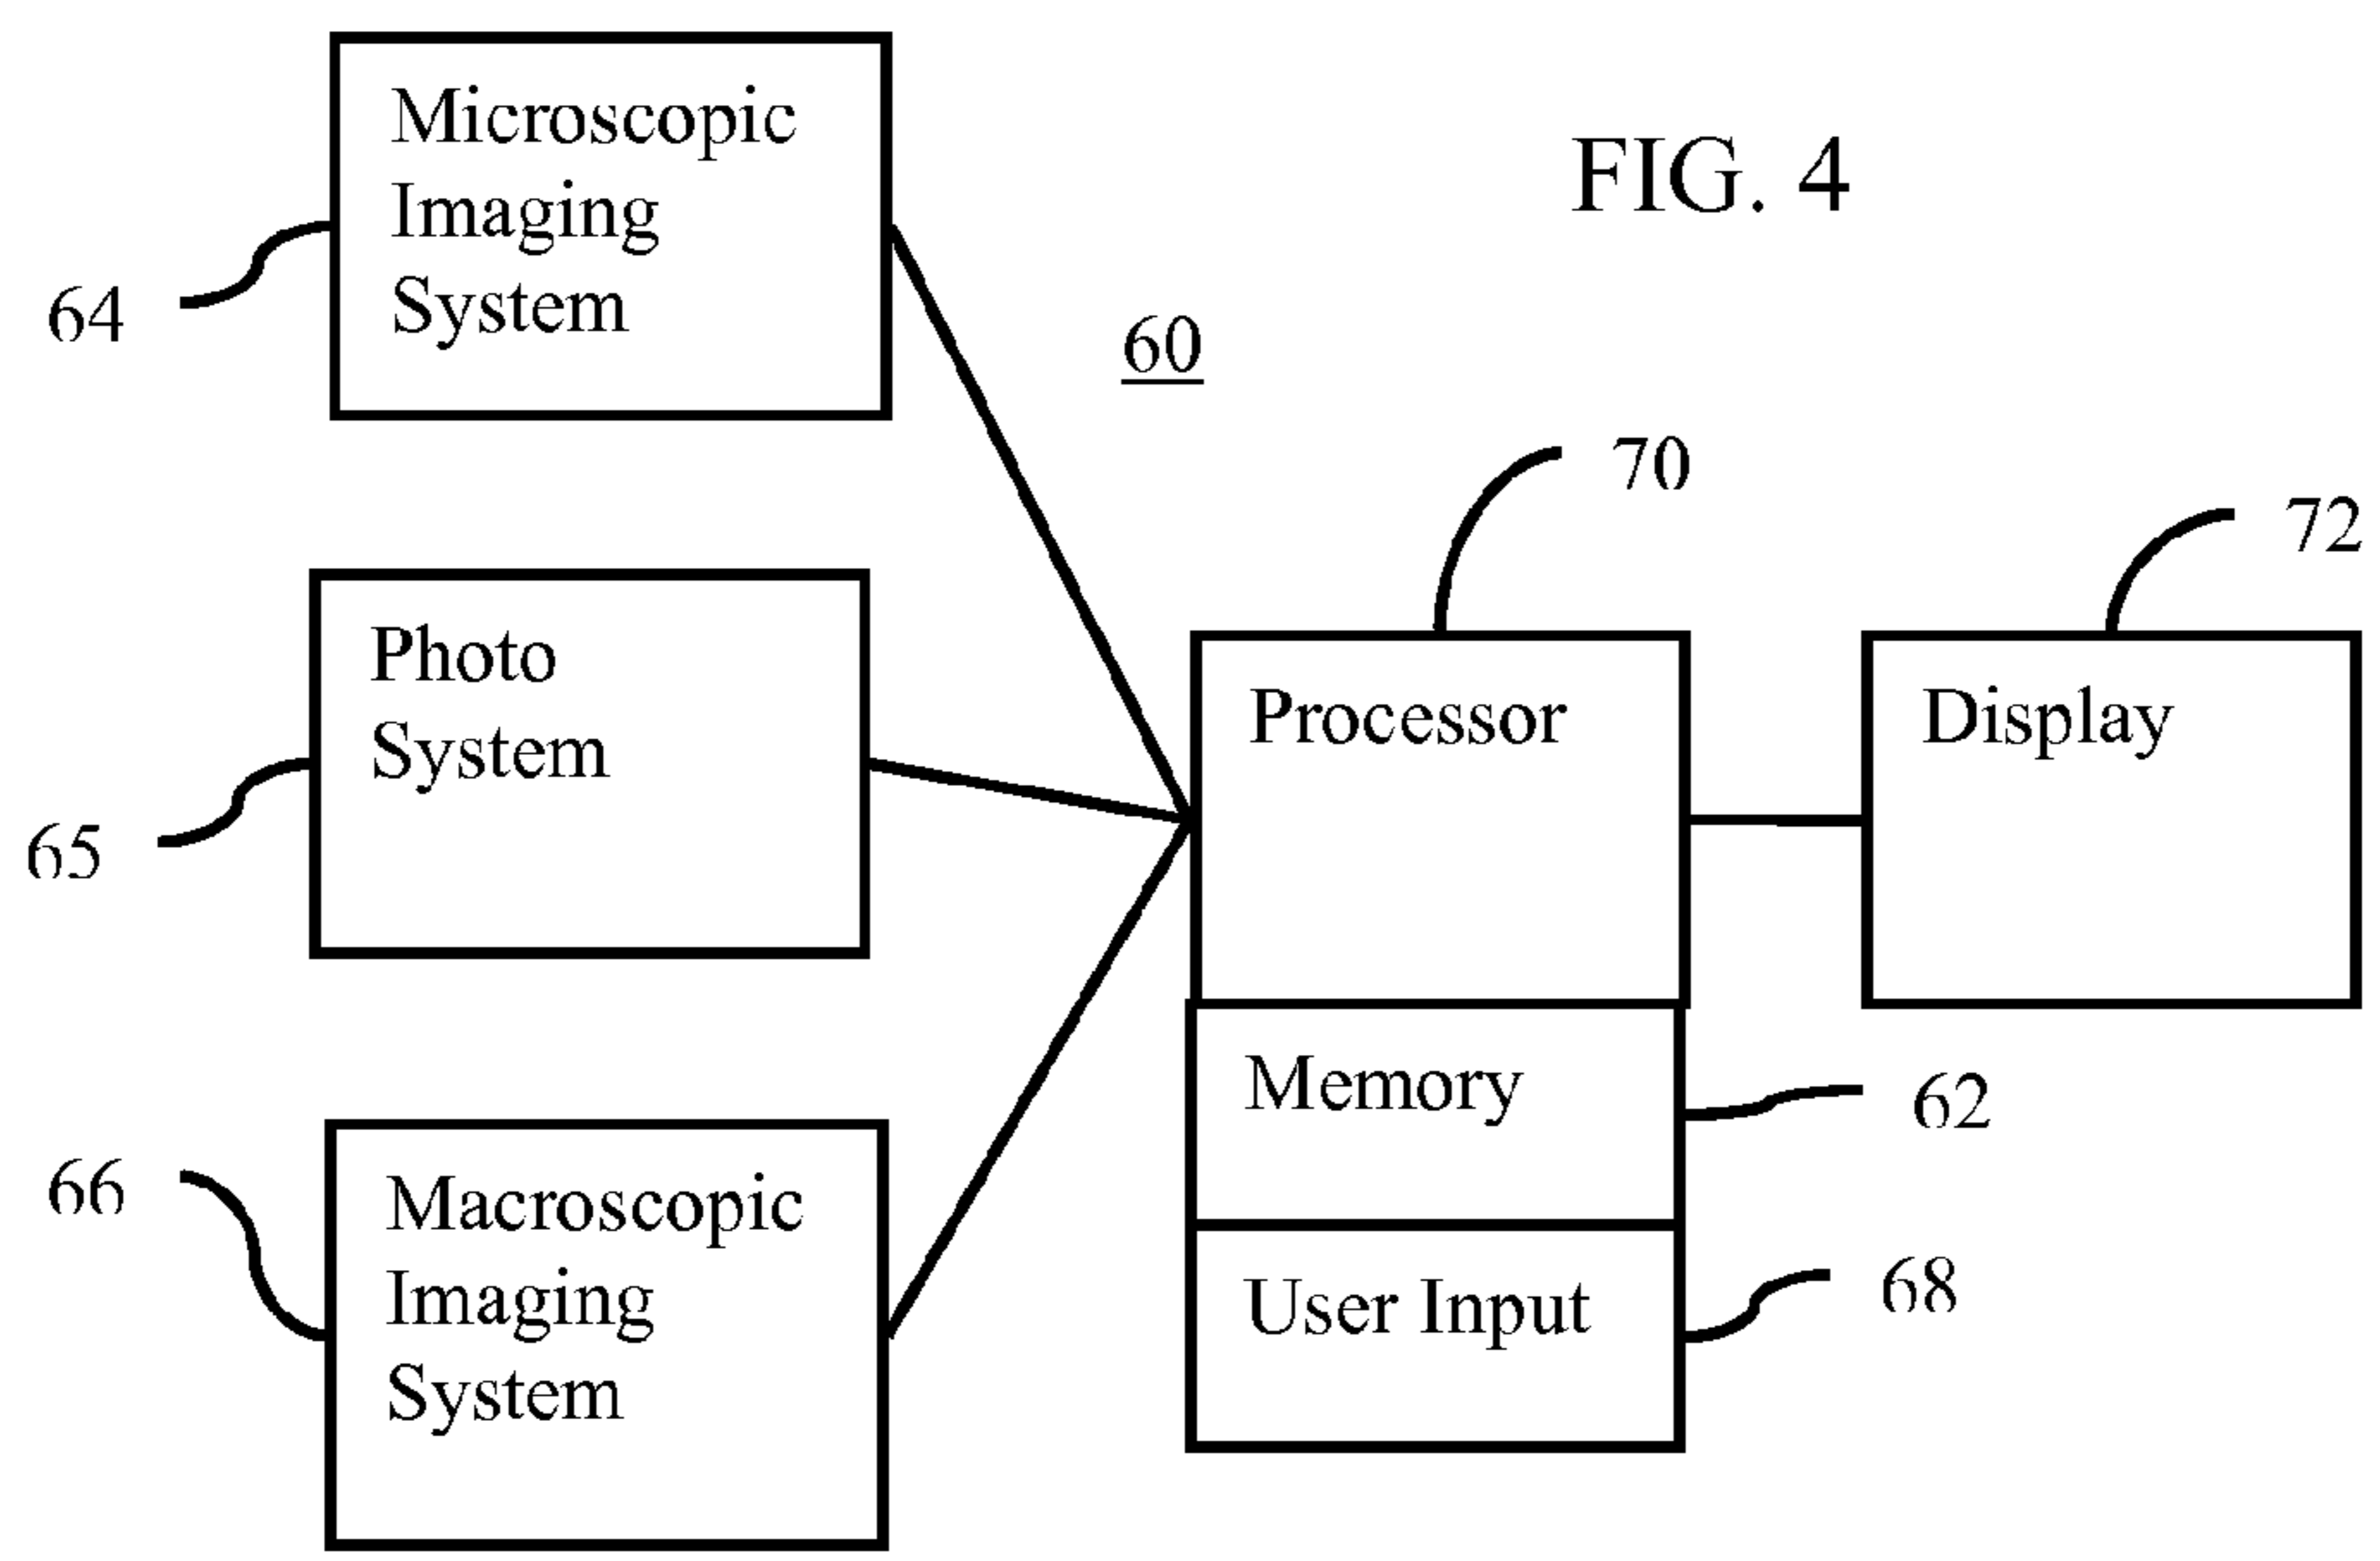 Microscopic
Imaging
System
FIG. 4
64
60
70
72
Photo
System
65
Processor
Display
Memory
62
66
Macroscopic
Imaging
System
User Input
68